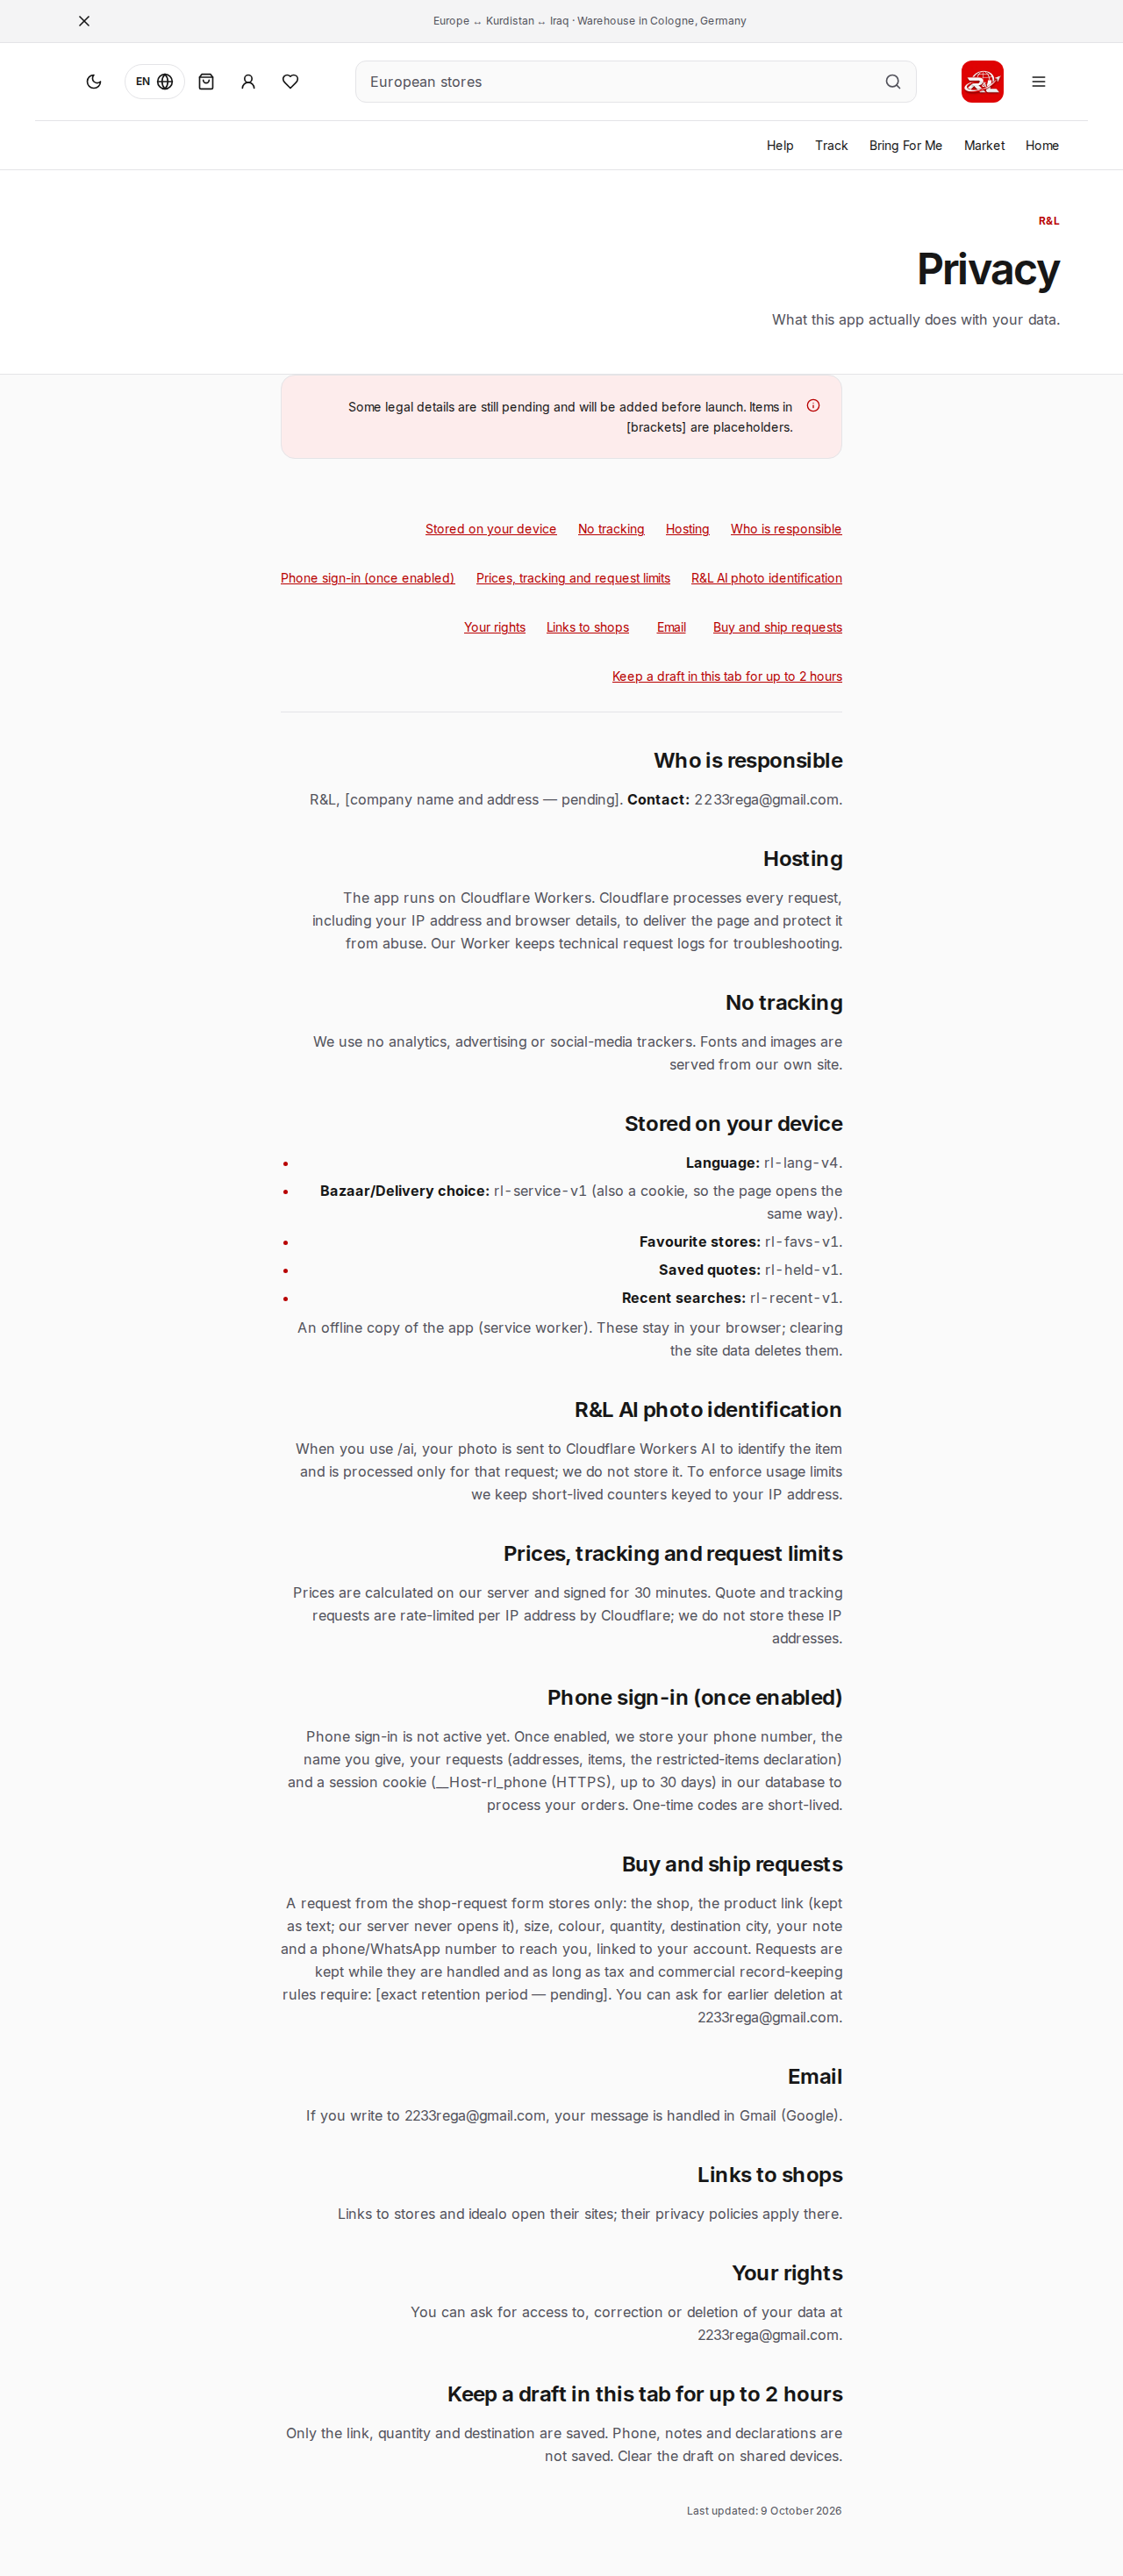 Europe ↔ Kurdistan ↔ Iraq · Warehouse in Cologne, Germany
EN
European stores
R&L
Help Track Bring For Me Market Home
R&L
Privacy
What this app actually does with your data.
Some legal details are still pending and will be added before launch. Items in
[brackets] are placeholders.
Stored on your device No tracking Hosting Who is responsible
Phone sign-in (once enabled) Prices, tracking and request limits R&L AI photo identification
Your rights Links to shops Email Buy and ship requests
Keep a draft in this tab for up to 2 hours
Who is responsible
R&L, [company name and address — pending]. Contact: 2233rega@gmail.com.
Hosting
The app runs on Cloudflare Workers. Cloudflare processes every request,
including your IP address and browser details, to deliver the page and protect it
from abuse. Our Worker keeps technical request logs for troubleshooting.
No tracking
We use no analytics, advertising or social-media trackers. Fonts and images are
served from our own site.
Stored on your device
• Language: rl-lang-v4.
• Bazaar/Delivery choice: rl-service-v1 (also a cookie, so the page opens the
same way).
• Favourite stores: rl-favs-v1.
• Saved quotes: rl-held-v1.
• Recent searches: rl-recent-v1.
An offline copy of the app (service worker). These stay in your browser; clearing
the site data deletes them.
R&L AI photo identification
When you use /ai, your photo is sent to Cloudflare Workers AI to identify the item
and is processed only for that request; we do not store it. To enforce usage limits
we keep short-lived counters keyed to your IP address.
Prices, tracking and request limits
Prices are calculated on our server and signed for 30 minutes. Quote and tracking
requests are rate-limited per IP address by Cloudflare; we do not store these IP
addresses.
Phone sign-in (once enabled)
Phone sign-in is not active yet. Once enabled, we store your phone number, the
name you give, your requests (addresses, items, the restricted-items declaration)
and a session cookie (__Host-rl_phone (HTTPS), up to 30 days) in our database to
process your orders. One-time codes are short-lived.
Buy and ship requests
A request from the shop-request form stores only: the shop, the product link (kept
as text; our server never opens it), size, colour, quantity, destination city, your note
and a phone/WhatsApp number to reach you, linked to your account. Requests are
kept while they are handled and as long as tax and commercial record-keeping
rules require: [exact retention period — pending]. You can ask for earlier deletion at
2233rega@gmail.com.
Email
If you write to 2233rega@gmail.com, your message is handled in Gmail (Google).
Links to shops
Links to stores and idealo open their sites; their privacy policies apply there.
Your rights
You can ask for access to, correction or deletion of your data at
2233rega@gmail.com.
Keep a draft in this tab for up to 2 hours
Only the link, quantity and destination are saved. Phone, notes and declarations are
not saved. Clear the draft on shared devices.
Last updated: 9 October 2026